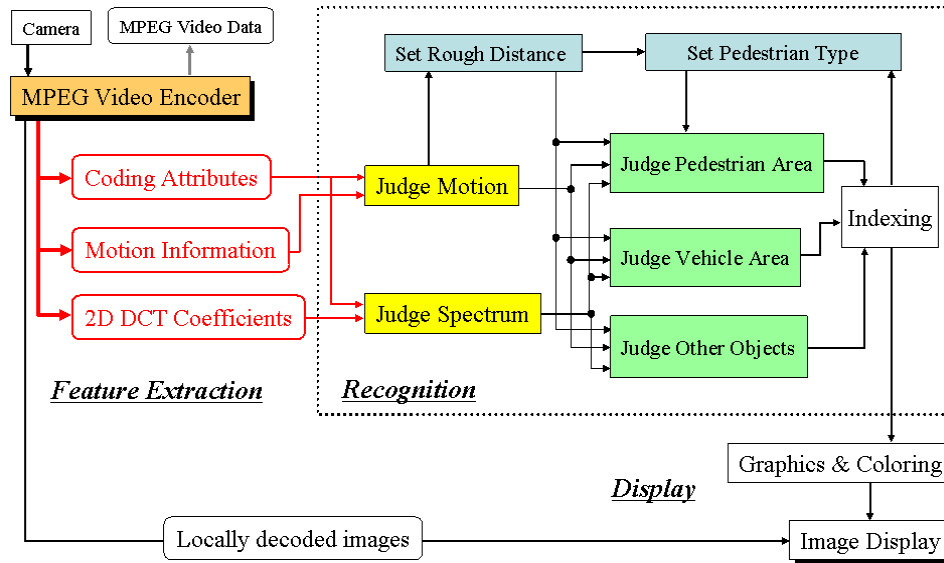 Camera
MPEG Video Data
MPEG Video Encoder
Set Rough Distance
Set Pedestrian Type
Coding Attributes
Judge Motion
Judge Pedestrian Area
Indexing
Motion Information
Judge Vehicle Area
2D DCT Coefficients
Judge Spectrum
Judge Other Objects
Feature Extraction
Recognition
Graphics & Coloring
Display
Locally decoded images
Image Display